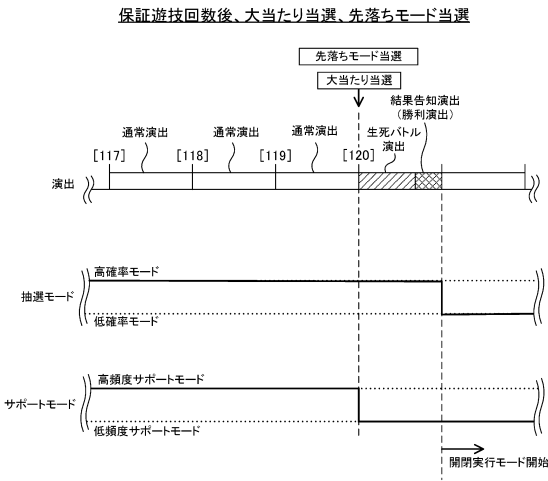 保証遊技回数後、大当たり当選、先落ちモード当選
先落ちモード当選
大当たり当選
結果告知演出
（勝利演出）
通常演出
通常演出
通常演出
生死バトル
演出
[117]
[118]
[119]
[120]
演出
高確率モード
抽選モード
低確率モード
高頻度サポートモード
サポートモード
低頻度サポートモード
開閉実行モード開始